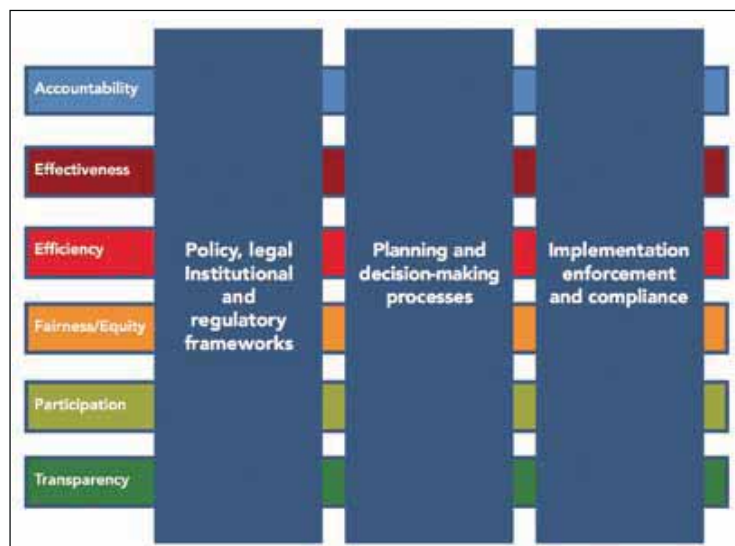 Accountability
Effectiveness
Efficiency
Fairness/Equity
Participation
Transparency
Policy, legal
Institutional
and
regulatory
frameworks
Planning and
decision-making
processes
Implementation
enforcement
and compliance